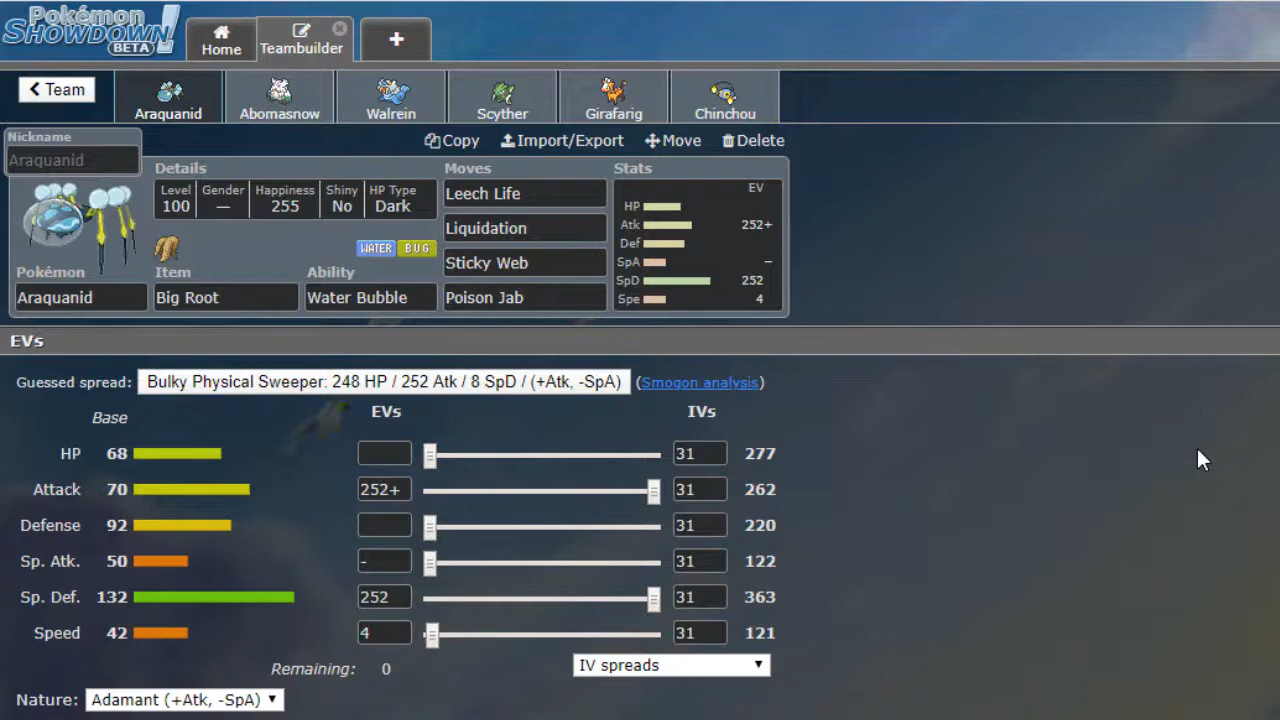 Pokémon
SHOWDOWN!
BETA
Home
Teambuilder
+
Team
Araquanid
Abomasnow
Walrein
Scyther
Girafarig
Chinchou
Nickname
Araquanid
Copy
Import/Export
Move
Delete
Details
Level Gender Happiness Shiny HP Type
100 — 255 No Dark
WATER BUG
Pokémon
Araquanid
Item
Big Root
Ability
Water Bubble
Moves
Leech Life
Liquidation
Sticky Web
Poison Jab
Stats
EV
HP
Atk 252+
Def
SpA –
SpD 252
Spe 4
EVs
Guessed spread: Bulky Physical Sweeper: 248 HP / 252 Atk / 8 SpD / (+Atk, -SpA) (Smogon analysis)
Base EVs IVs
HP 68 31 277
Attack 70 252+ 31 262
Defense 92 31 220
Sp. Atk. 50 - 31 122
Sp. Def. 132 252 31 363
Speed 42 4 31 121
Remaining: 0
IV spreads
Nature: Adamant (+Atk, -SpA)